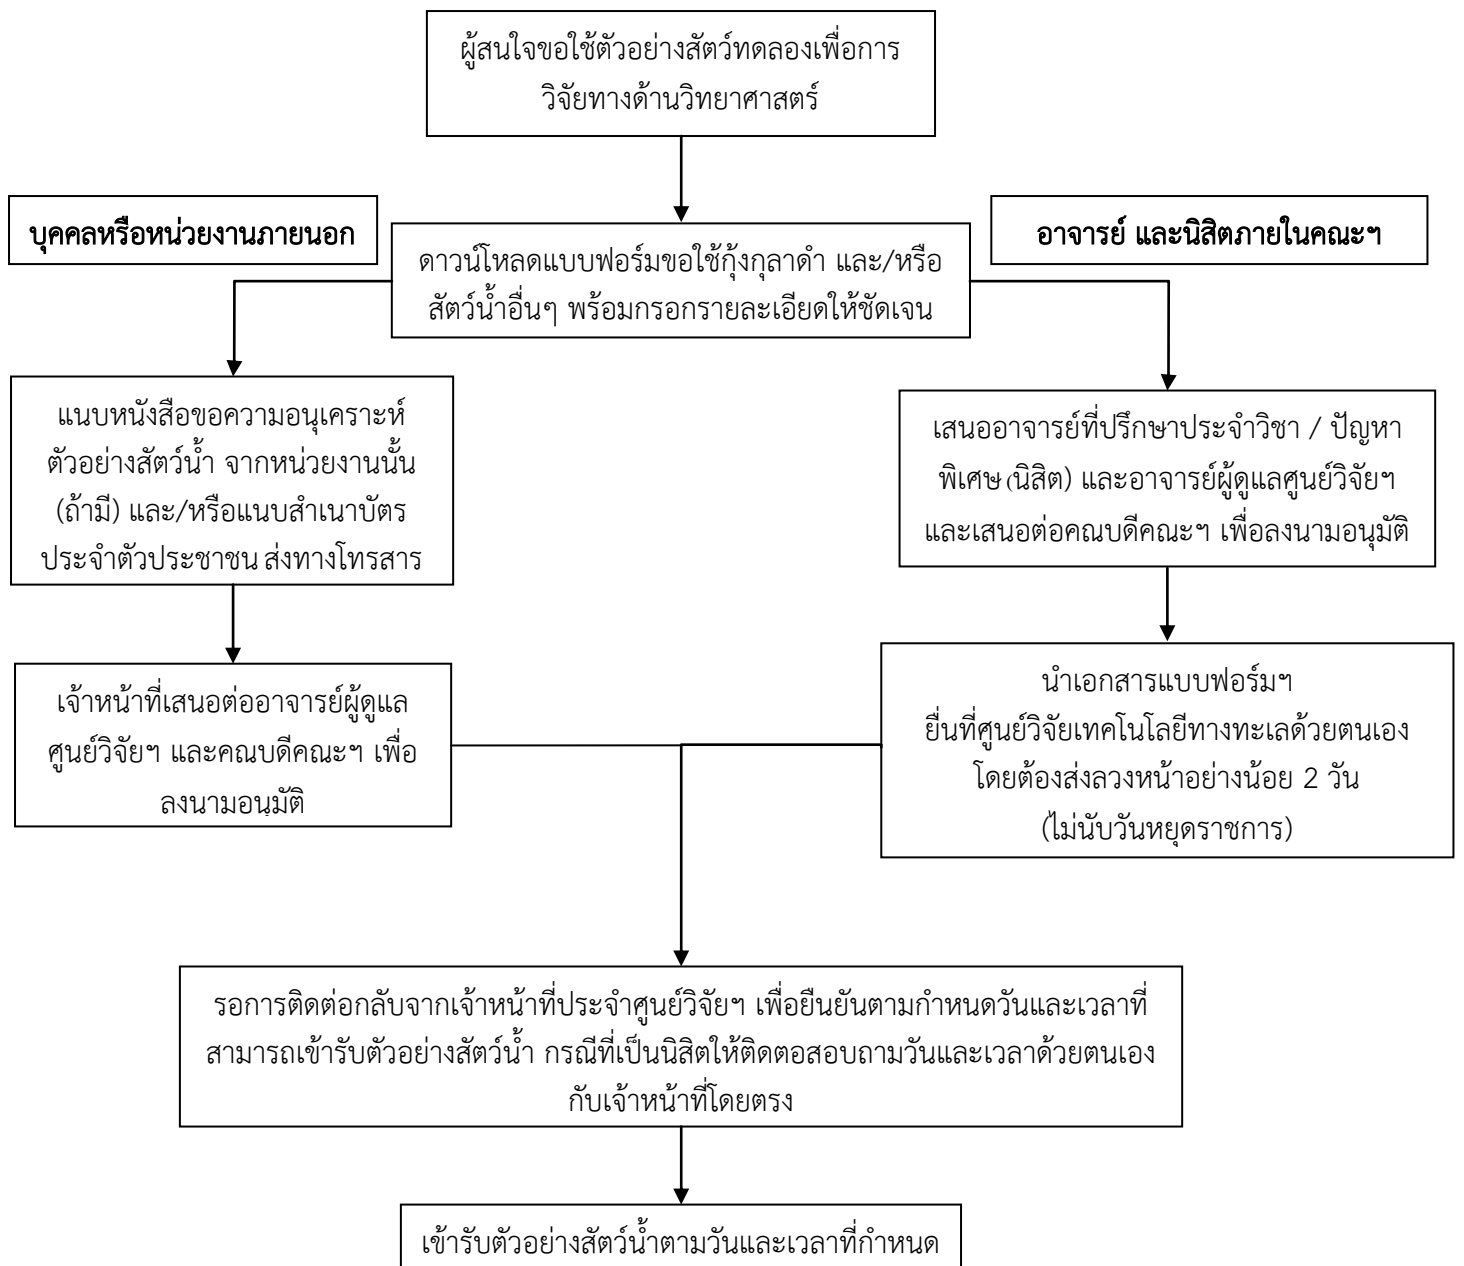 ผู้สนใจขอใช้ตัวอย่างสัตว์ทดลองเพื่อการ
วิจัยทางด้านวิทยาศาสตร์
บุคคลหรือหน่วยงานภายนอก
อาจารย์ และนิสิตภายในคณะฯ
ดาวน์โหลดแบบฟอร์มขอใช้กุ้งกุลาดำ และ/หรือ
สัตว์น้ำอื่นๆ พร้อมกรอกรายละเอียดให้ชัดเจน
แนบหนังสือขอความอนุเคราะห์
ตัวอย่างสัตว์น้ำ จากหน่วยงานนั้น
(ถ้ามี) และ/หรือแนบสำเนาบัตร
ประจำตัวประชาชน ส่งทางโทรสาร
เสนออาจารย์ที่ปรึกษาประจำวิชา / ปัญหา
พิเศษ (นิสิต) และอาจารย์ผู้ดูแลศูนย์วิจัยฯ
และเสนอต่อคณบดีคณะฯ เพื่อลงนามอนุมัติ
เจ้าหน้าที่เสนอต่ออาจารย์ผู้ดูแล
ศูนย์วิจัยฯ และคณบดีคณะฯ เพื่อ
ลงนามอนุมัติ
นำเอกสารแบบฟอร์มฯ
ยื่นที่ศูนย์วิจัยเทคโนโลยีทางทะเลด้วยตนเอง
โดยต้องส่งลวงหน้าอย่างน้อย 2 วัน
(ไม่นับวันหยุดราชการ)
รอการติดต่อกลับจากเจ้าหน้าที่ประจำศูนย์วิจัยฯ เพื่อยืนยันตามกำหนดวันและเวลาที่
สามารถเข้ารับตัวอย่างสัตว์น้ำ กรณีที่เป็นนิสิตให้ติดตอสอบถามวันและเวลาด้วยตนเอง
กับเจ้าหน้าที่โดยตรง
เข้ารับตัวอย่างสัตว์น้ำตามวันและเวลาที่กำหนด